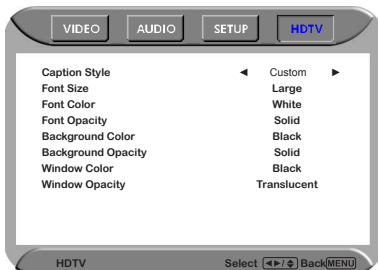 VIDEO AUDIO SETUP HDTV
Caption Style ◄ Custom ►
Font Size Large
Font Color White
Font Opacity Solid
Background Color Black
Background Opacity Solid
Window Color Black
Window Opacity Translucent
HDTV Select ◄►/♦ Back MENU